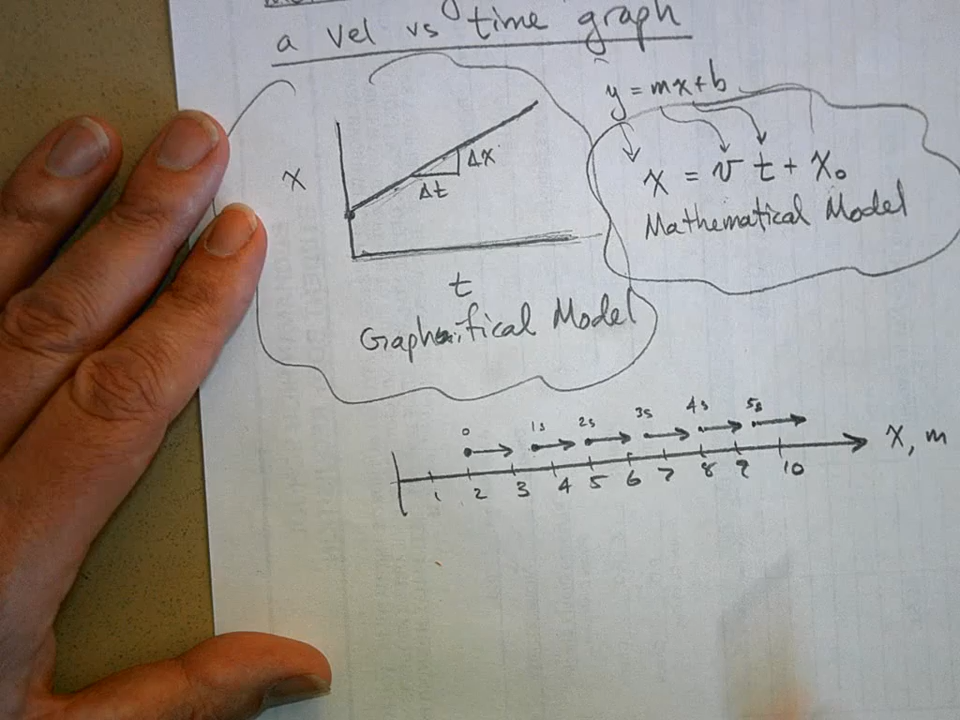 a vel vs time graph
y = mx + b
x
Δx
Δt
x = v t + x₀
Mathematical Model
t
Graphical Model
0 1s 2s 3s 4s 5s
X, m
1 2 3 4 5 6 7 8 9 10